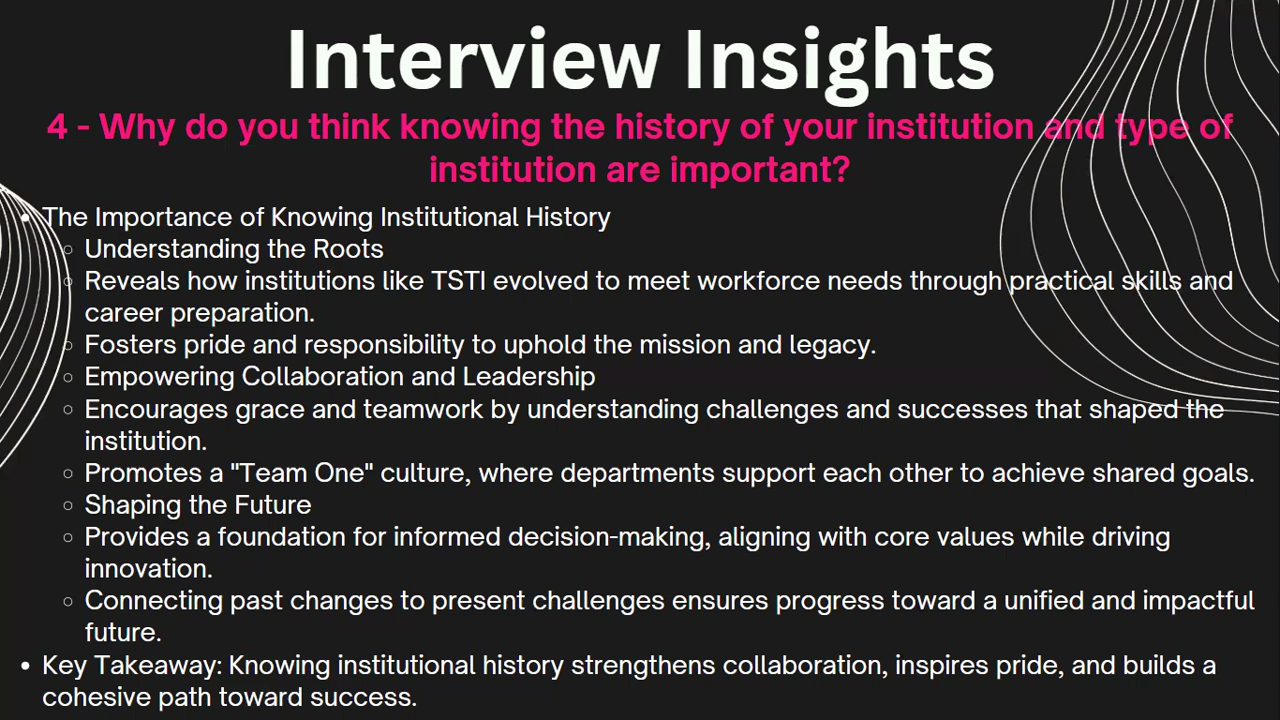 Interview Insights
4 - Why do you think knowing the history of your institution and type of
institution are important?
The Importance of Knowing Institutional History
Understanding the Roots
Reveals how institutions like TSTI evolved to meet workforce needs through practical skills and
career preparation.
Fosters pride and responsibility to uphold the mission and legacy.
Empowering Collaboration and Leadership
Encourages grace and teamwork by understanding challenges and successes that shaped the
institution.
Promotes a "Team One" culture, where departments support each other to achieve shared goals.
Shaping the Future
Provides a foundation for informed decision-making, aligning with core values while driving
innovation.
Connecting past changes to present challenges ensures progress toward a unified and impactful
future.
Key Takeaway: Knowing institutional history strengthens collaboration, inspires pride, and builds a
cohesive path toward success.